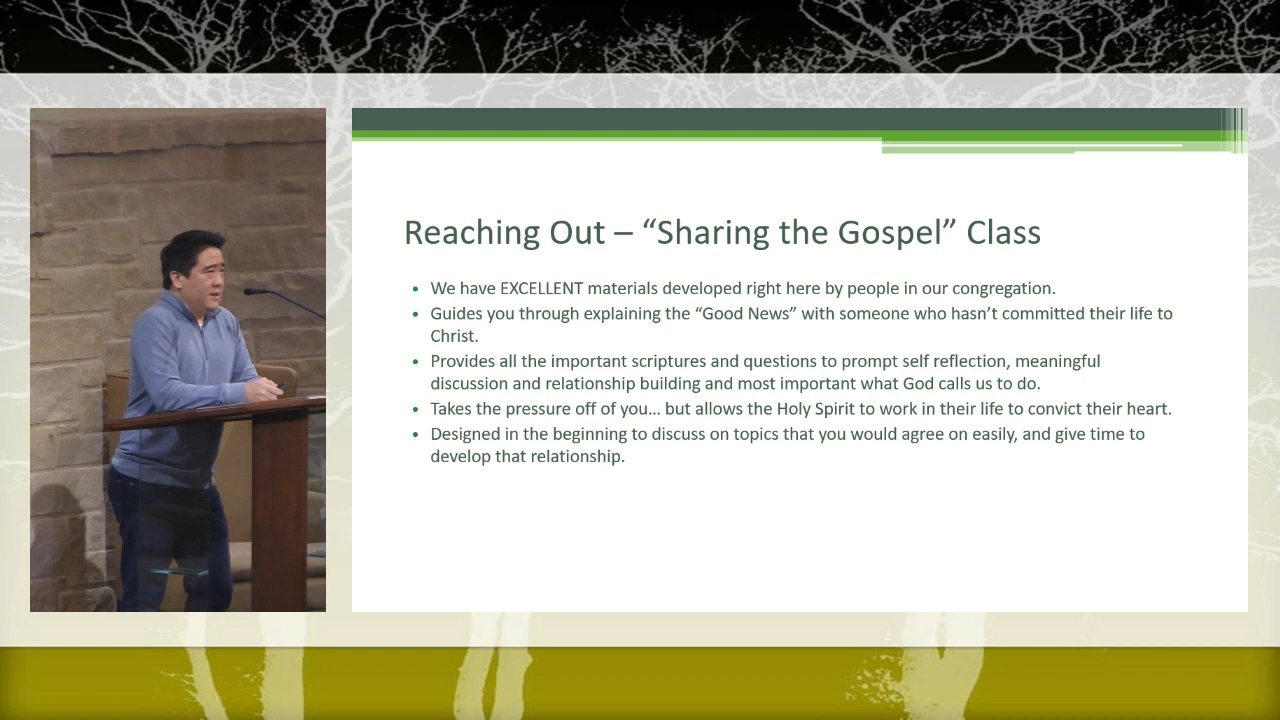 Reaching Out – “Sharing the Gospel” Class
• We have EXCELLENT materials developed right here by people in our congregation.
• Guides you through explaining the “Good News” with someone who hasn’t committed their life to
Christ.
• Provides all the important scriptures and questions to prompt self reflection, meaningful
discussion and relationship building and most important what God calls us to do.
• Takes the pressure off of you… but allows the Holy Spirit to work in their life to convict their heart.
• Designed in the beginning to discuss on topics that you would agree on easily, and give time to
develop that relationship.